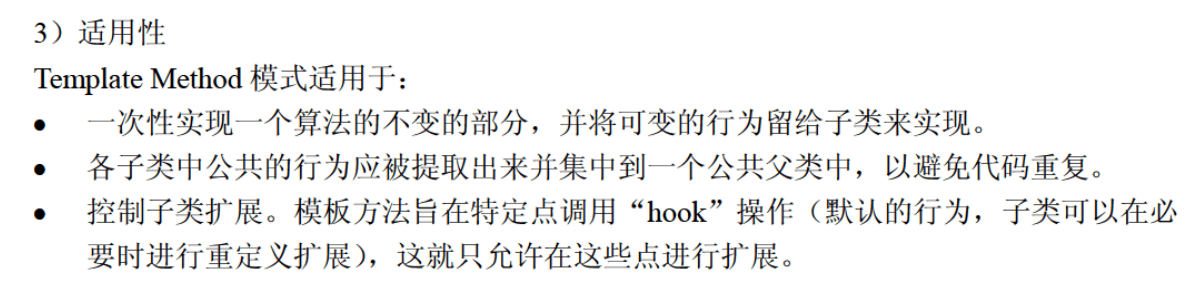 3）适用性
Template Method 模式适用于：
● 一次性实现一个算法的不变的部分，并将可变的行为留给子类来实现。
● 各子类中公共的行为应被提取出来并集中到一个公共父类中，以避免代码重复。
● 控制子类扩展。模板方法旨在特定点调用“hook”操作（默认的行为，子类可以在必
要时进行重定义扩展），这就只允许在这些点进行扩展。